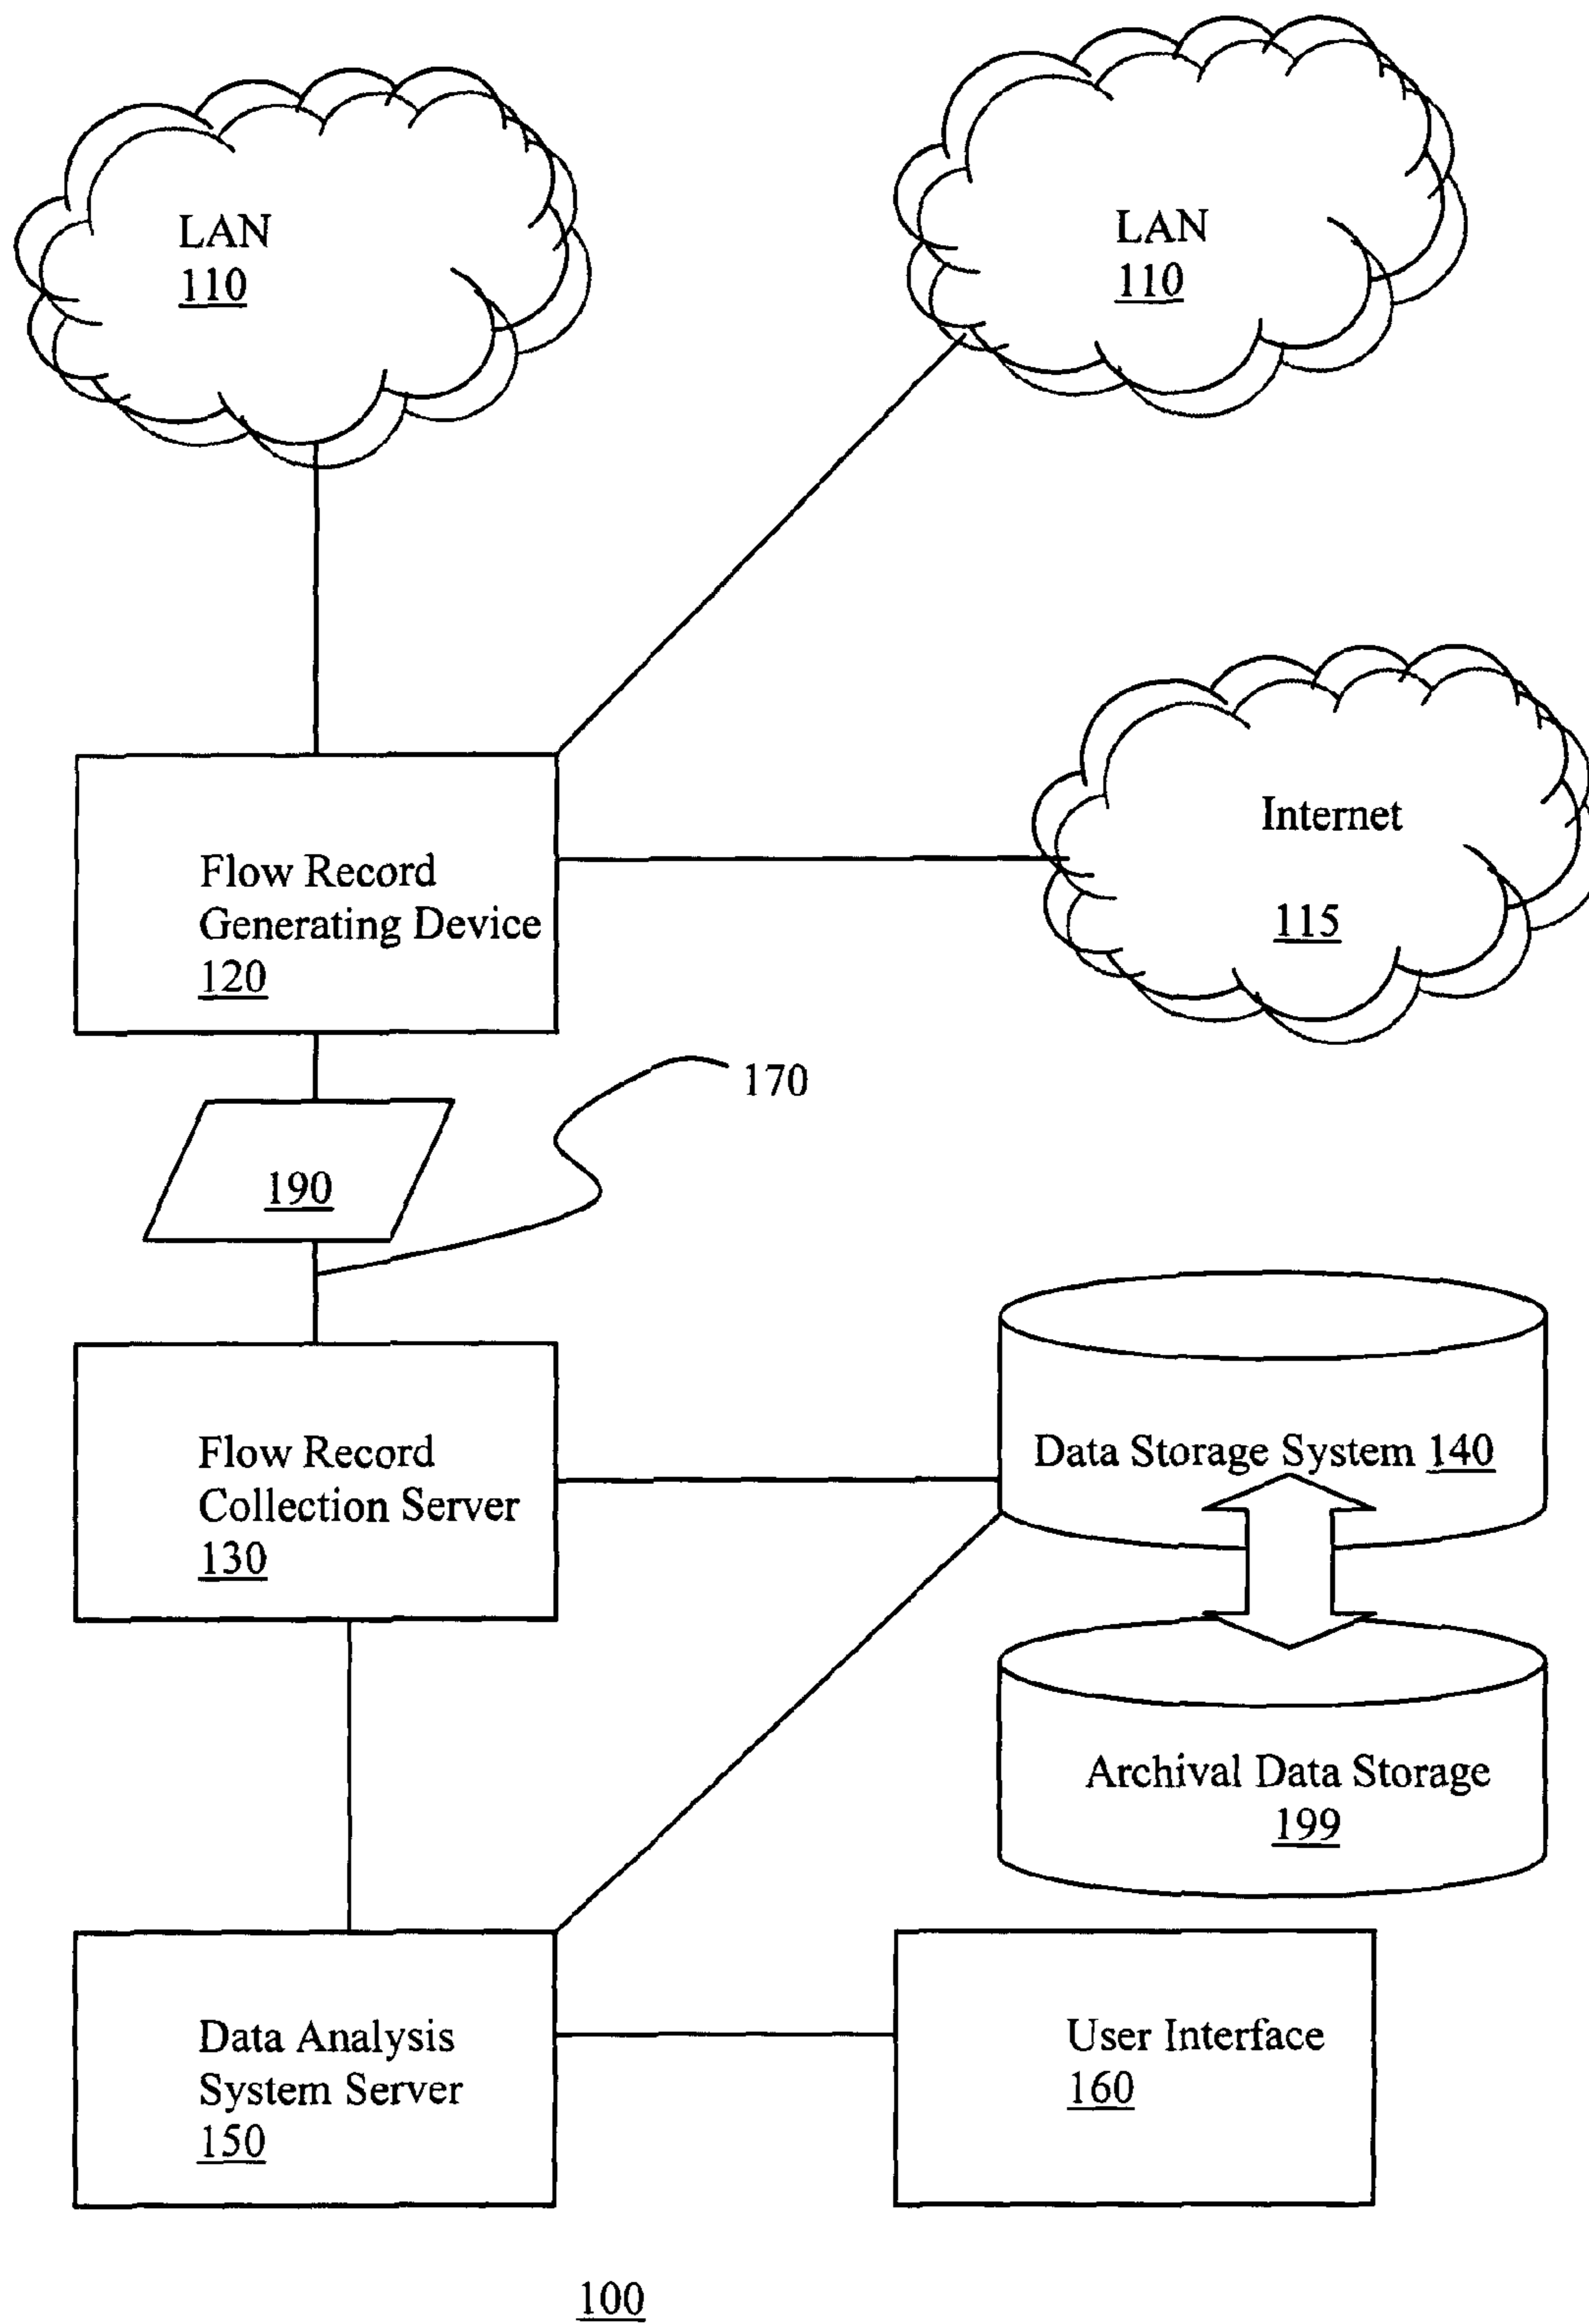 LAN
110
LAN
110
Internet
115
Flow Record
Generating Device
120
170
190
Flow Record
Collection Server
130
Data Storage System 140
Archival Data Storage
199
Data Analysis
System Server
150
User Interface
160
100